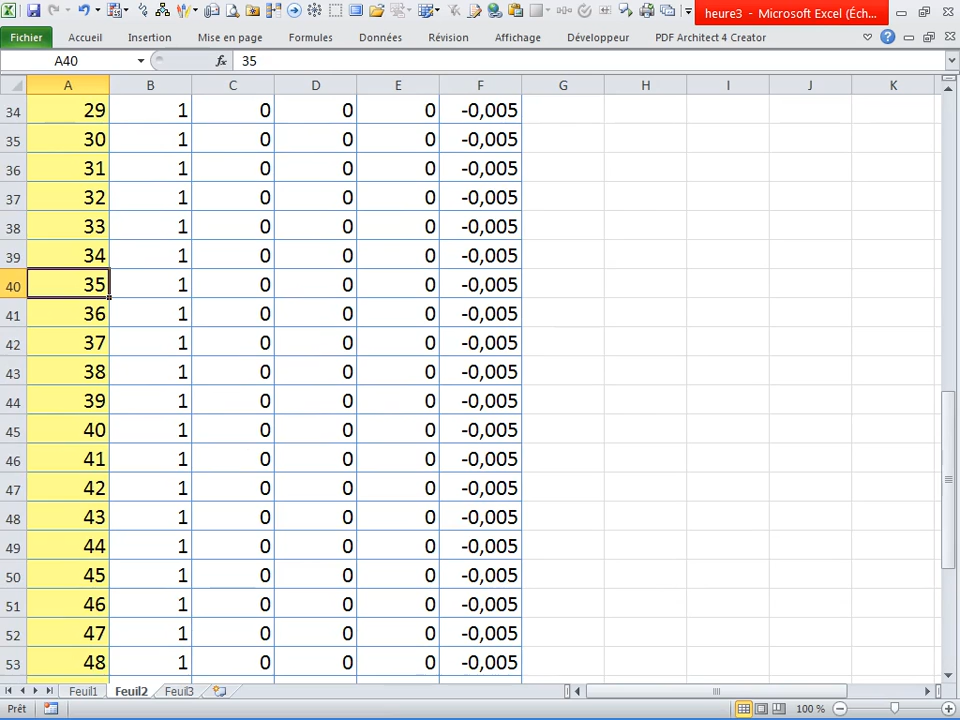 heure3 - Microsoft Excel (Éch...
Fichier Accueil Insertion Mise en page Formules Données Révision Affichage Développeur PDF Architect 4 Creator
A40 fx 35
A B C D E F G H I J K
34 29 1 0 0 0 -0,005
35 30 1 0 0 0 -0,005
36 31 1 0 0 0 -0,005
37 32 1 0 0 0 -0,005
38 33 1 0 0 0 -0,005
39 34 1 0 0 0 -0,005
40 35 1 0 0 0 -0,005
41 36 1 0 0 0 -0,005
42 37 1 0 0 0 -0,005
43 38 1 0 0 0 -0,005
44 39 1 0 0 0 -0,005
45 40 1 0 0 0 -0,005
46 41 1 0 0 0 -0,005
47 42 1 0 0 0 -0,005
48 43 1 0 0 0 -0,005
49 44 1 0 0 0 -0,005
50 45 1 0 0 0 -0,005
51 46 1 0 0 0 -0,005
52 47 1 0 0 0 -0,005
53 48 1 0 0 0 -0,005
Feuil1 Feuil2 Feuil3
Prêt 100 %